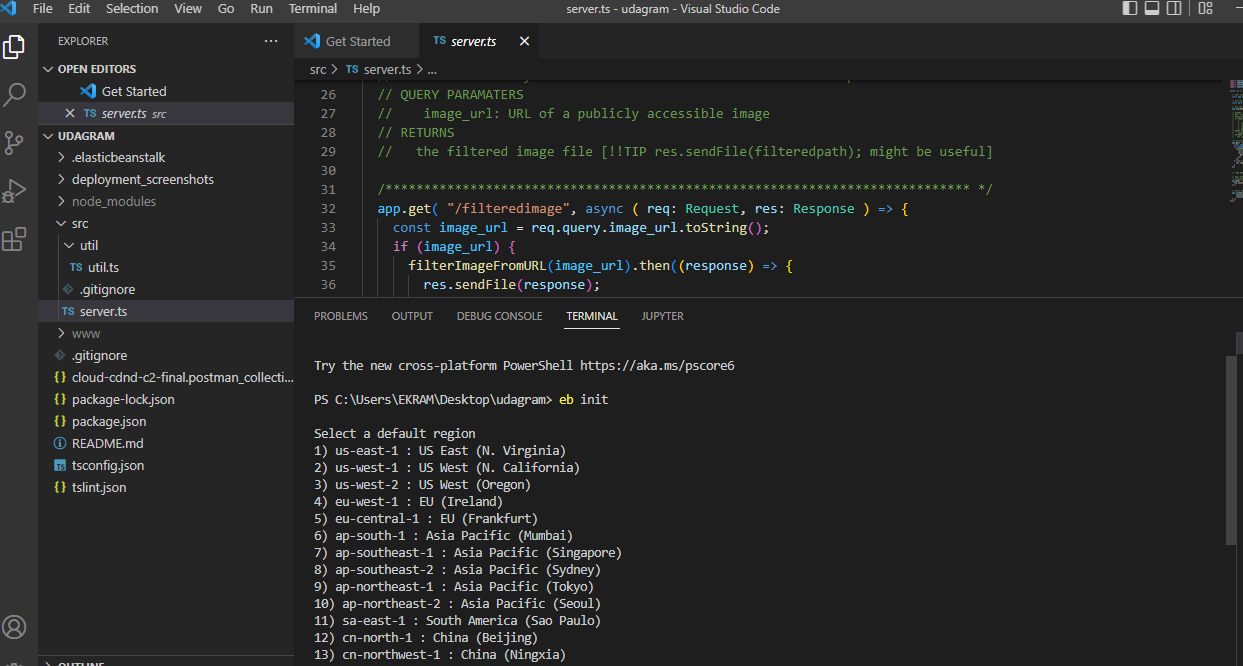 File Edit Selection View Go Run Terminal Help
server.ts - udagram - Visual Studio Code
EXPLORER
OPEN EDITORS
Get Started
TS server.ts src
UDAGRAM
.elasticbeanstalk
deployment_screenshots
node_modules
src
util
TS util.ts
.gitignore
TS server.ts
www
.gitignore
{} cloud-cdnd-c2-final.postman_collecti...
{} package-lock.json
{} package.json
README.md
TS tsconfig.json
{} tslint.json
OUTLINE
Get Started
TS server.ts
src > TS server.ts > ...
26 // QUERY PARAMATERS
27 //    image_url: URL of a publicly accessible image
28 // RETURNS
29 //   the filtered image file [!!TIP res.sendFile(filteredpath); might be useful]
30
31 /**************************************************************************** */
32 app.get( "/filteredimage", async ( req: Request, res: Response ) => {
33 const image_url = req.query.image_url.toString();
34 if (image_url) {
35 filterImageFromURL(image_url).then((response) => {
36 res.sendFile(response);
PROBLEMS OUTPUT DEBUG CONSOLE TERMINAL JUPYTER
Try the new cross-platform PowerShell https://aka.ms/pscore6
PS C:\Users\EKRAM\Desktop\udagram> eb init
Select a default region
1) us-east-1 : US East (N. Virginia)
2) us-west-1 : US West (N. California)
3) us-west-2 : US West (Oregon)
4) eu-west-1 : EU (Ireland)
5) eu-central-1 : EU (Frankfurt)
6) ap-south-1 : Asia Pacific (Mumbai)
7) ap-southeast-1 : Asia Pacific (Singapore)
8) ap-southeast-2 : Asia Pacific (Sydney)
9) ap-northeast-1 : Asia Pacific (Tokyo)
10) ap-northeast-2 : Asia Pacific (Seoul)
11) sa-east-1 : South America (Sao Paulo)
12) cn-north-1 : China (Beijing)
13) cn-northwest-1 : China (Ningxia)